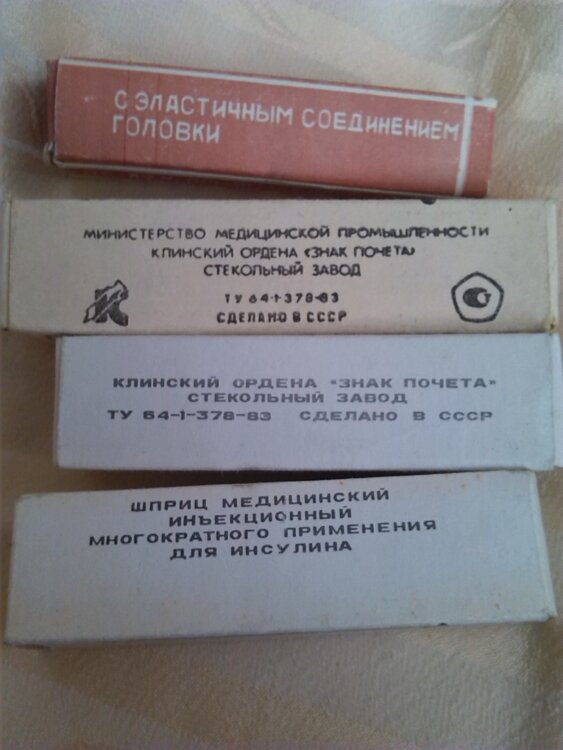 С ЭЛАСТИЧНЫМ СОЕДИНЕНИЕМ
ГОЛОВКИ
МИНИСТЕРСТВО МЕДИЦИНСКОЙ ПРОМЫШЛЕННОСТИ
КЛИНСКИЙ ОРДЕНА «ЗНАК ПОЧЕТА»
СТЕКОЛЬНЫЙ ЗАВОД
ТУ 64-1-378-83
СДЕЛАНО В СССР
КЛИНСКИЙ ОРДЕНА "ЗНАК ПОЧЕТА"
СТЕКОЛЬНЫЙ ЗАВОД
ТУ 64-1-378-83 СДЕЛАНО В СССР
ШПРИЦ МЕДИЦИНСКИЙ
ИНЪЕКЦИОННЫЙ
МНОГОКРАТНОГО ПРИМЕНЕНИЯ
ДЛЯ ИНСУЛИНА